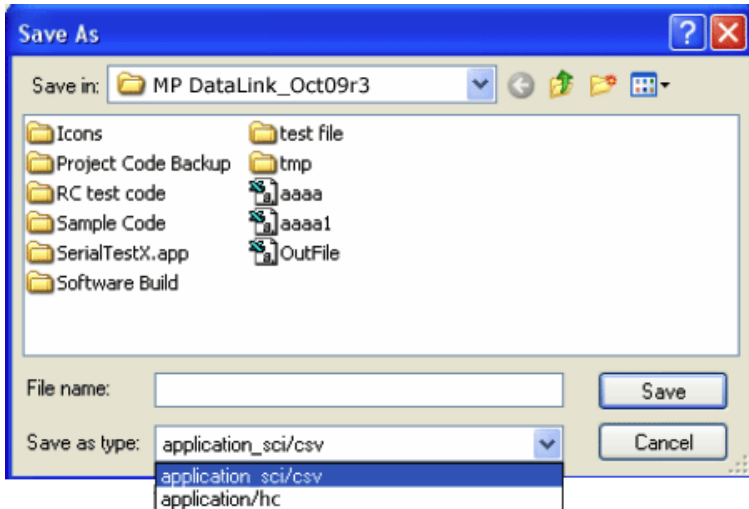 Save As
Save in: MP DataLink_Oct09r3
Icons
Project Code Backup
RC test code
Sample Code
SerialTestX.app
Software Build
test file
tmp
aaaa
aaaa1
OutFile
File name:
Save
Save as type: application_sci/csv
Cancel
application_sci/csv
application/hc